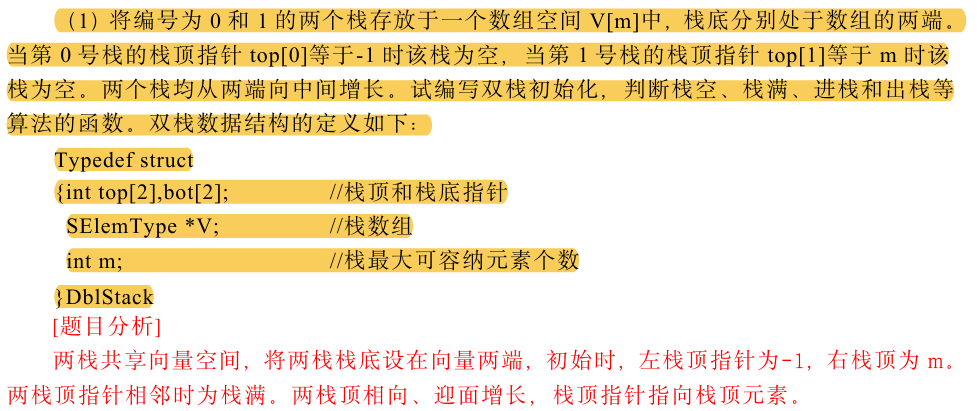 （1）将编号为 0 和 1 的两个栈存放于一个数组空间 V[m]中，栈底分别处于数组的两端。
当第 0 号栈的栈顶指针 top[0]等于-1 时该栈为空，当第 1 号栈的栈顶指针 top[1]等于 m 时该
栈为空。两个栈均从两端向中间增长。试编写双栈初始化，判断栈空、栈满、进栈和出栈等
算法的函数。双栈数据结构的定义如下：
Typedef struct
{int top[2],bot[2]; //栈顶和栈底指针
SElemType *V; //栈数组
int m; //栈最大可容纳元素个数
}DblStack
[题目分析]
两栈共享向量空间，将两栈栈底设在向量两端，初始时，左栈顶指针为-1，右栈顶为 m。
两栈顶指针相邻时为栈满。两栈顶相向、迎面增长，栈顶指针指向栈顶元素。